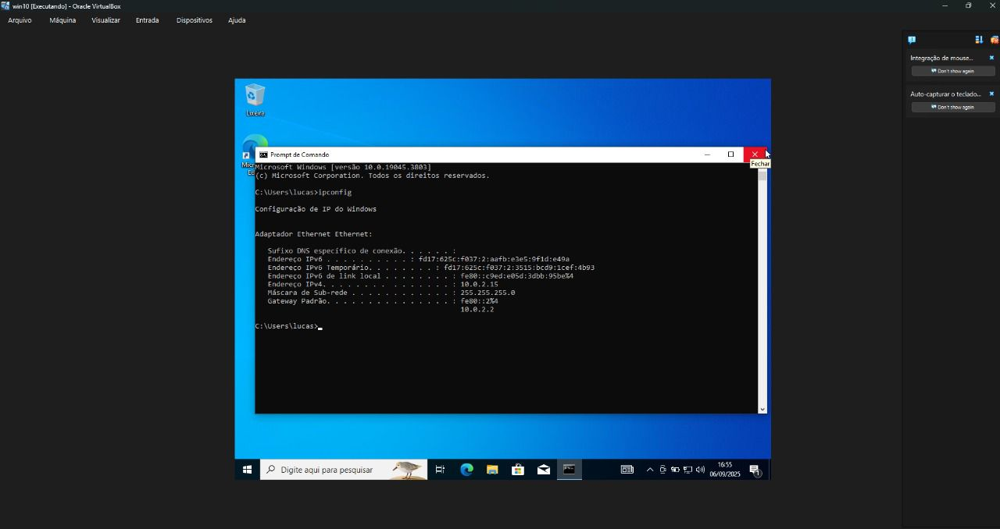 win10 [Executando] - Oracle VirtualBox
Arquivo Máquina Visualizar Entrada Dispositivos Ajuda
Integração de mouse...
Don't show again
Auto-capturar o teclado...
Don't show again
Lixeira
Prompt de Comando
Fechar
Microsoft Windows [versão 10.0.19045.3803]
(c) Microsoft Corporation. Todos os direitos reservados.
C:\Users\lucas>ipconfig
Configuração de IP do Windows
Adaptador Ethernet Ethernet:
Sufixo DNS específico de conexão. . . . . . :
Endereço IPv6 . . . . . . . . . . : fd17:625c:f037:2:aafb:e3e5:9f1d:e49a
Endereço IPv6 Temporário. . . . . . . . : fd17:625c:f037:2:3515:bcd9:1cef:4b93
Endereço IPv6 de link local . . . . . . . . : fe80::c9ed:e05d:3dbb:95be%4
Endereço IPv4. . . . . . . . . . . . . . . : 10.0.2.15
Máscara de Sub-rede . . . . . . . . . . . . : 255.255.255.0
Gateway Padrão. . . . . . . . . . . . . . . : fe80::2%4
10.0.2.2
C:\Users\lucas>
Digite aqui para pesquisar
16:55
06/09/2025
1